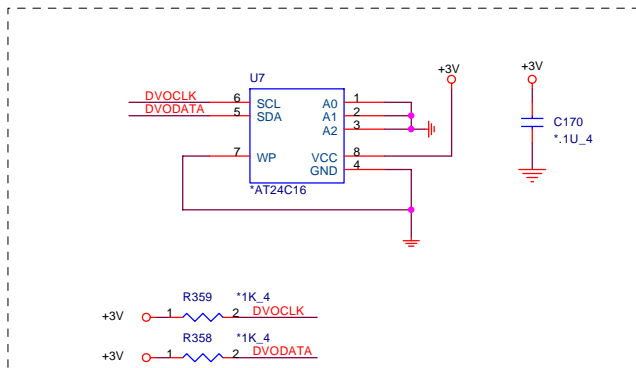 U7
+3V
+3V
DVOCLK 6 SCL A0 1
DVODATA 5 SDA A1 2
A2 3
C170
*.1U_4
7 WP VCC 8
GND 4
*AT24C16
R359 *1K_4
+3V 1 2 DVOCLK
R358 *1K_4
+3V 1 2 DVODATA